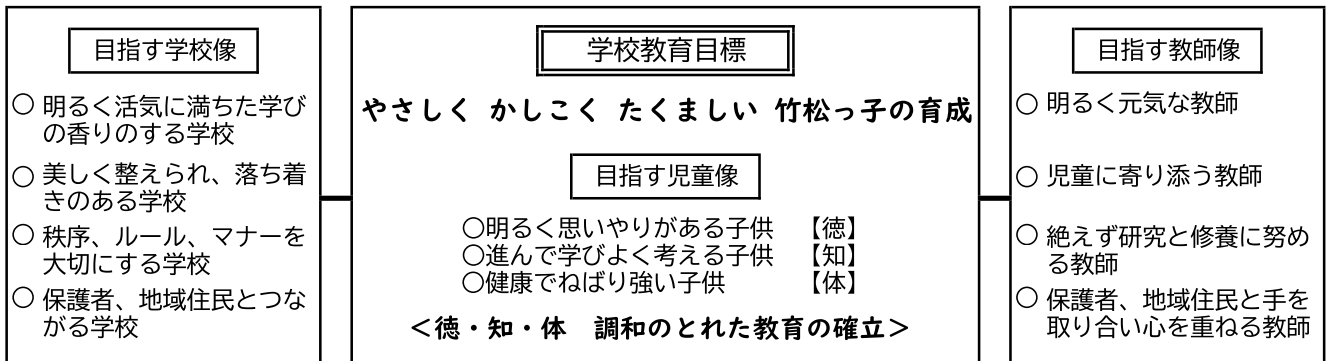 目指す学校像
○ 明るく活気に満ちた学び
の香りのする学校
○ 美しく整えられ、落ち着
きのある学校
○ 秩序、ルール、マナーを
大切にする学校
○ 保護者、地域住民とつな
がる学校
学校教育目標
やさしく かしこく たくましい 竹松っ子の育成
目指す児童像
○明るく思いやりがある子供 【徳】
○進んで学びよく考える子供 【知】
○健康でねばり強い子供 【体】
＜徳・知・体 調和のとれた教育の確立＞
目指す教師像
○ 明るく元気な教師
○ 児童に寄り添う教師
○ 絶えず研究と修養に努め
る教師
○ 保護者、地域住民と手を
取り合い心を重ねる教師